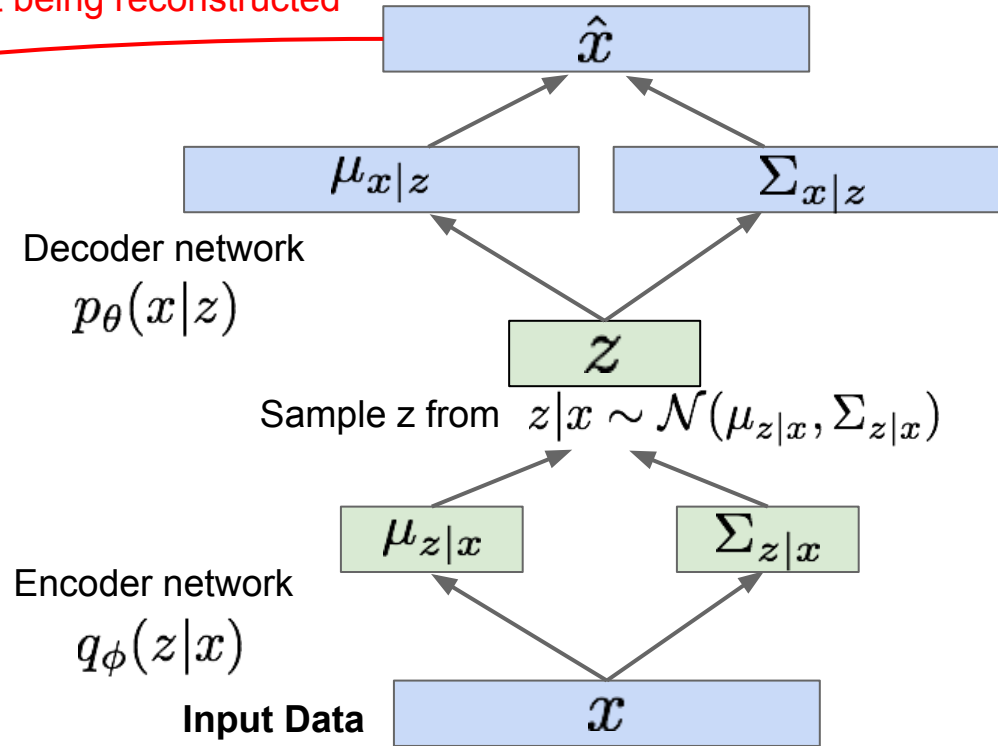 being reconstructed
x̂
μ_{x|z} Σ_{x|z}
Decoder network
p_θ(x|z)
z
Sample z from z|x ∼ 𝒩(μ_{z|x}, Σ_{z|x})
μ_{z|x} Σ_{z|x}
Encoder network
q_ϕ(z|x)
Input Data x